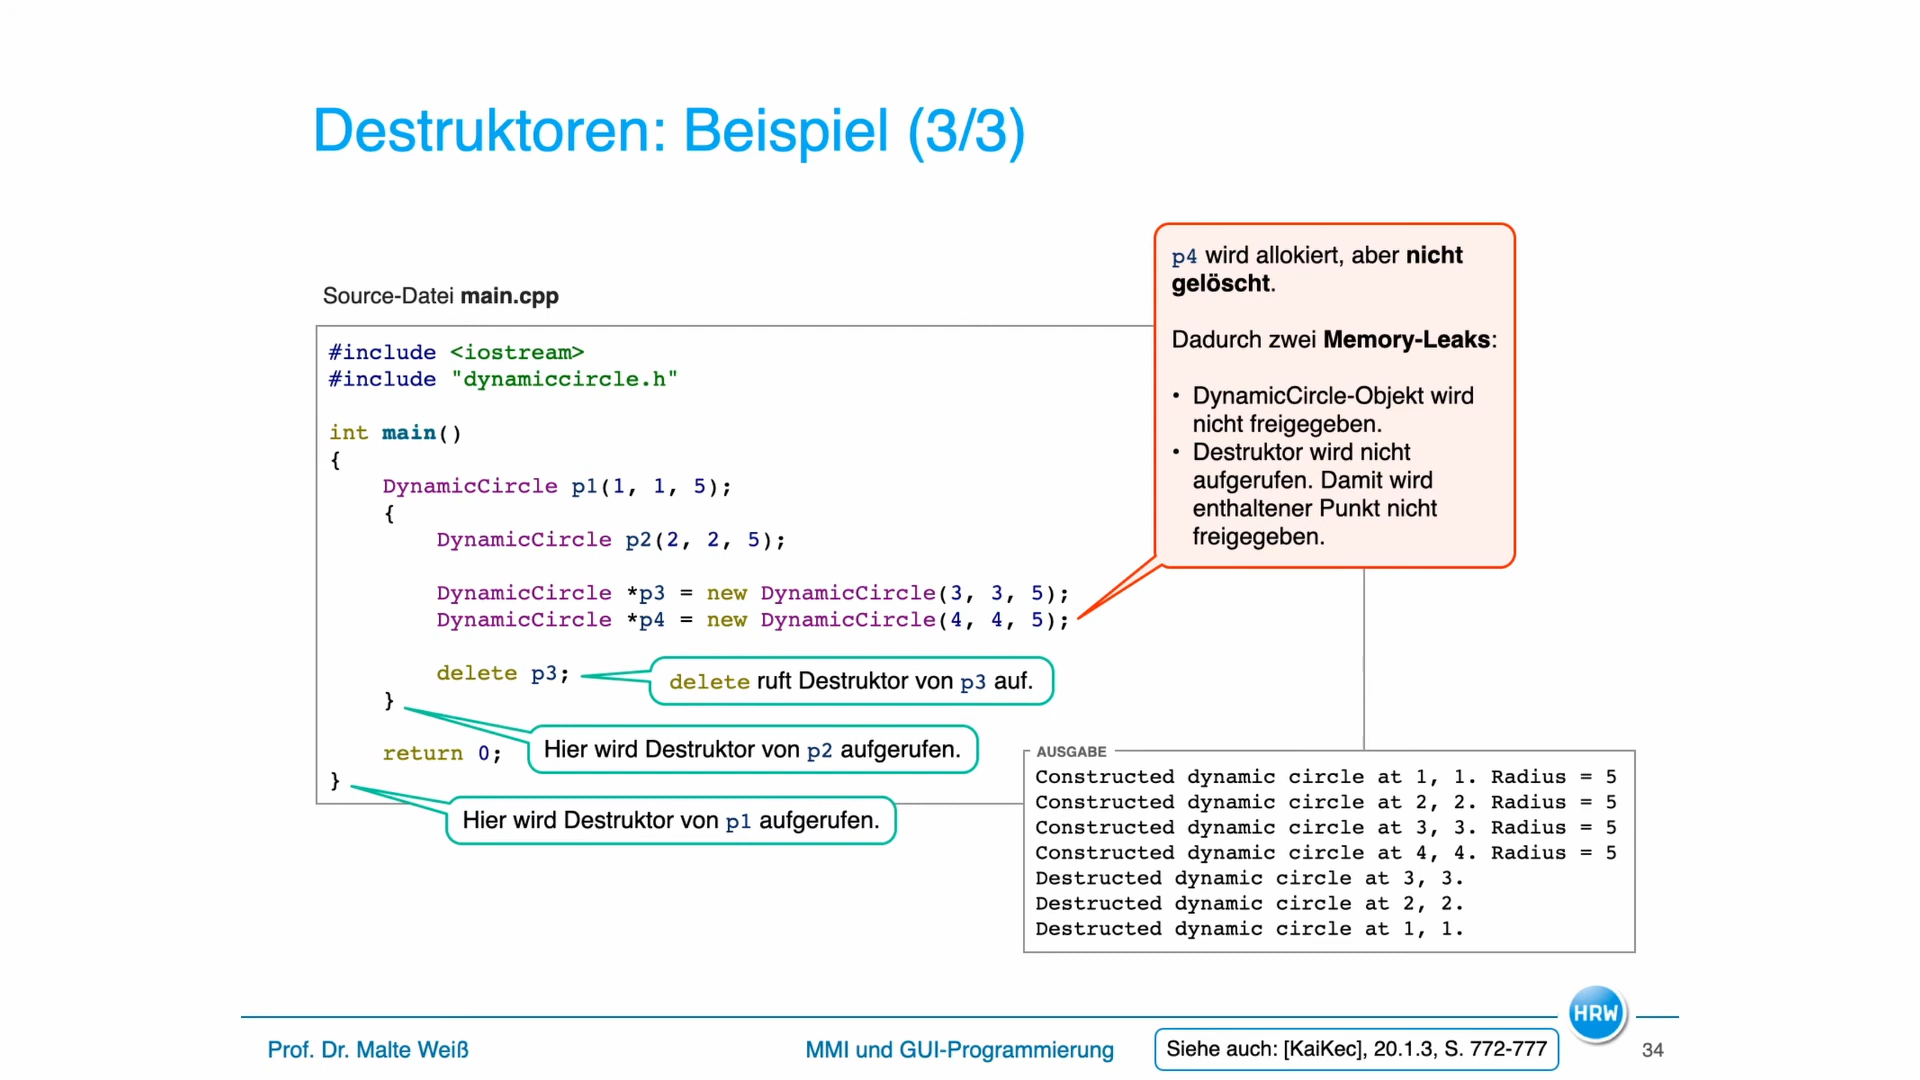 Destruktoren: Beispiel (3/3)
Source-Datei main.cpp
#include <iostream>
#include "dynamiccircle.h"
int main()
{
    DynamicCircle p1(1, 1, 5);
    {
        DynamicCircle p2(2, 2, 5);
        DynamicCircle *p3 = new DynamicCircle(3, 3, 5);
        DynamicCircle *p4 = new DynamicCircle(4, 4, 5);
        delete p3;
    }
    return 0;
}
p4 wird allokiert, aber nicht
gelöscht.
Dadurch zwei Memory-Leaks:
• DynamicCircle-Objekt wird
nicht freigegeben.
• Destruktor wird nicht
aufgerufen. Damit wird
enthaltener Punkt nicht
freigegeben.
delete ruft Destruktor von p3 auf.
Hier wird Destruktor von p2 aufgerufen.
Hier wird Destruktor von p1 aufgerufen.
AUSGABE
Constructed dynamic circle at 1, 1. Radius = 5
Constructed dynamic circle at 2, 2. Radius = 5
Constructed dynamic circle at 3, 3. Radius = 5
Constructed dynamic circle at 4, 4. Radius = 5
Destructed dynamic circle at 3, 3.
Destructed dynamic circle at 2, 2.
Destructed dynamic circle at 1, 1.
HRW
Prof. Dr. Malte Weiß
MMI und GUI-Programmierung
Siehe auch: [KaiKec], 20.1.3, S. 772-777
34